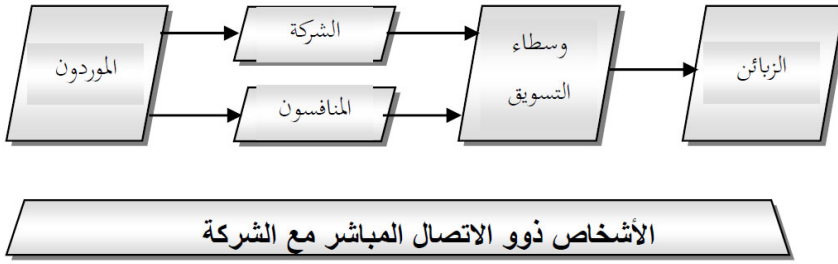 الموردون
الشركة
المنافسون
وسطاء
التسويق
الزبائن
الأشخاص ذوو الاتصال المباشر مع الشركة